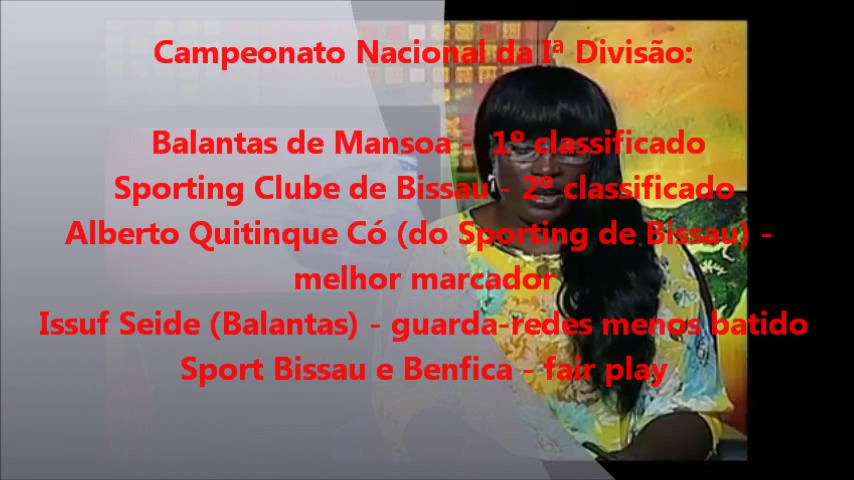 Campeonato Nacional da Iª Divisão:
Balantas de Mansoa - 1º classificado
Sporting Clube de Bissau - 2º classificado
Alberto Quitinque Có (do Sporting de Bissau) -
melhor marcador
Issuf Seide (Balantas) - guarda-redes menos batido
Sport Bissau e Benfica - fair play